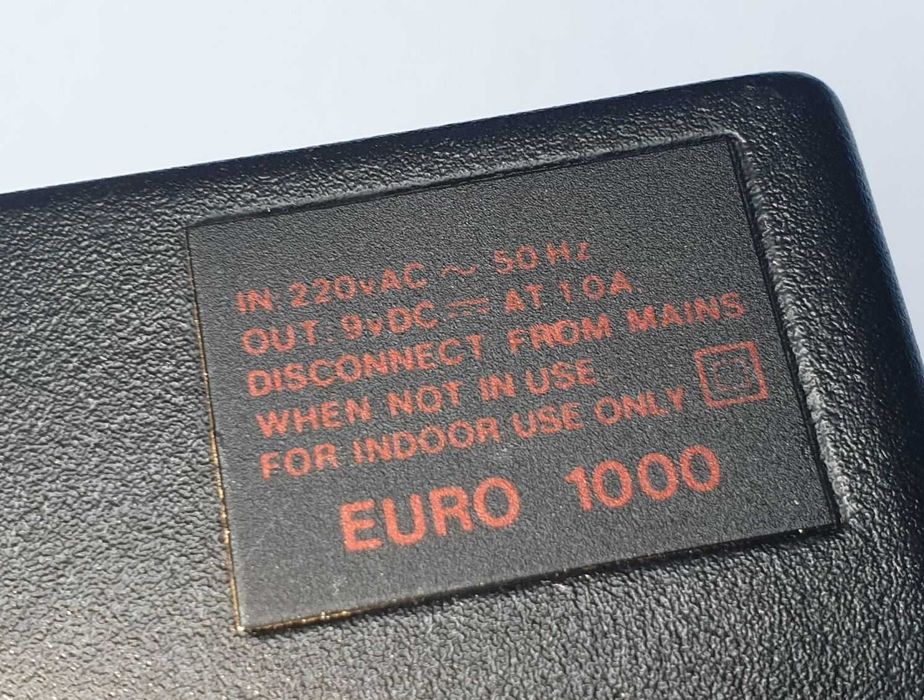 IN 220vAC ~ 50Hz
OUT: 9vDC ⎓ AT 1.0A
DISCONNECT FROM MAINS
WHEN NOT IN USE
FOR INDOOR USE ONLY
EURO 1000